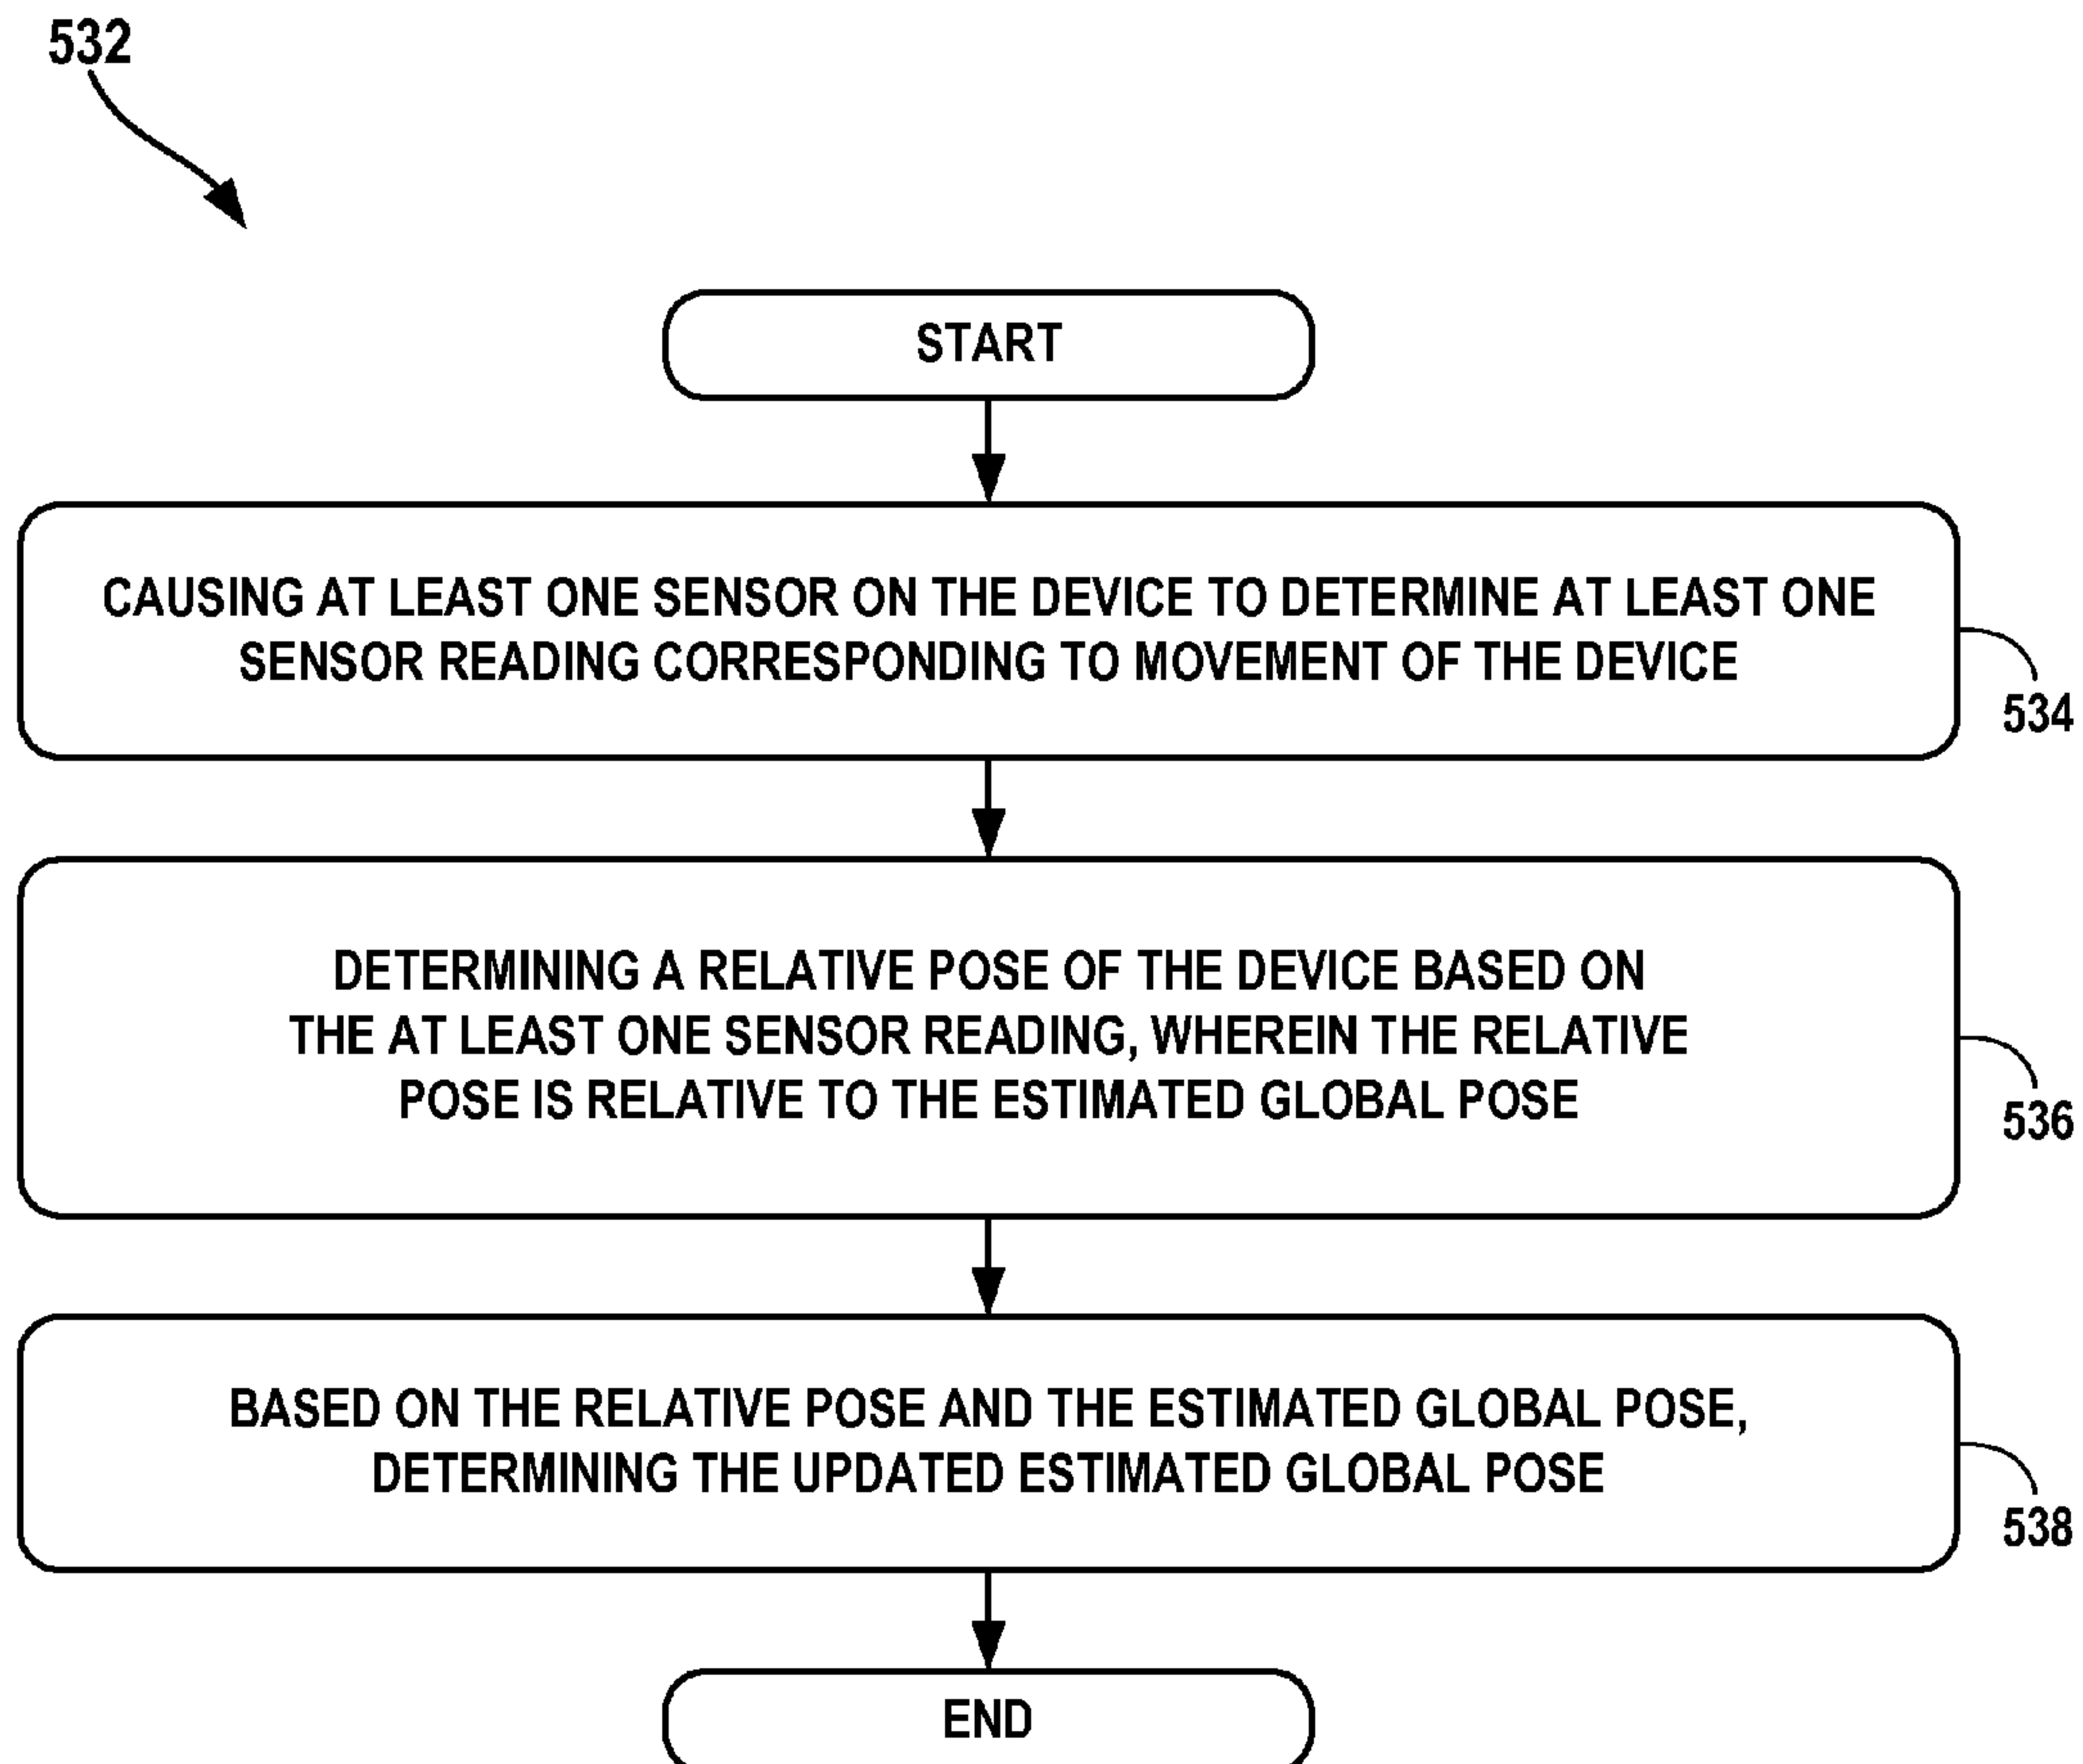 532
START
CAUSING AT LEAST ONE SENSOR ON THE DEVICE TO DETERMINE AT LEAST ONE
SENSOR READING CORRESPONDING TO MOVEMENT OF THE DEVICE
534
DETERMINING A RELATIVE POSE OF THE DEVICE BASED ON
THE AT LEAST ONE SENSOR READING, WHEREIN THE RELATIVE
POSE IS RELATIVE TO THE ESTIMATED GLOBAL POSE
536
BASED ON THE RELATIVE POSE AND THE ESTIMATED GLOBAL POSE,
DETERMINING THE UPDATED ESTIMATED GLOBAL POSE
538
END